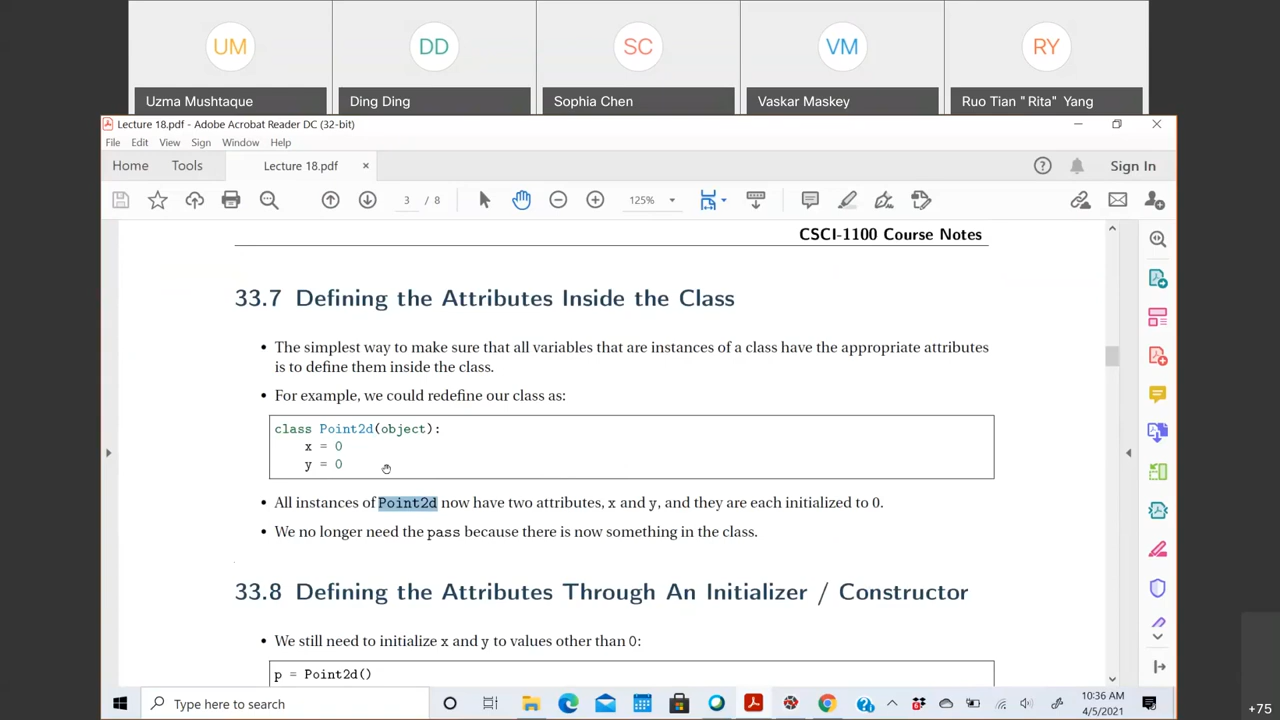 UM
DD
SC
VM
RY
Uzma Mushtaque
Ding Ding
Sophia Chen
Vaskar Maskey
Ruo Tian " Rita" Yang
Lecture 18.pdf - Adobe Acrobat Reader DC (32-bit)
File Edit View Sign Window Help
Home Tools Lecture 18.pdf × Sign In
3 / 8 125%
CSCI-1100 Course Notes
33.7 Defining the Attributes Inside the Class
• The simplest way to make sure that all variables that are instances of a class have the appropriate attributes
is to define them inside the class.
• For example, we could redefine our class as:
class Point2d(object):
x = 0
y = 0
• All instances of Point2d now have two attributes, x and y, and they are each initialized to 0.
• We no longer need the pass because there is now something in the class.
33.8 Defining the Attributes Through An Initializer / Constructor
• We still need to initialize x and y to values other than 0:
p = Point2d()
Type here to search
10:36 AM
4/5/2021
+75